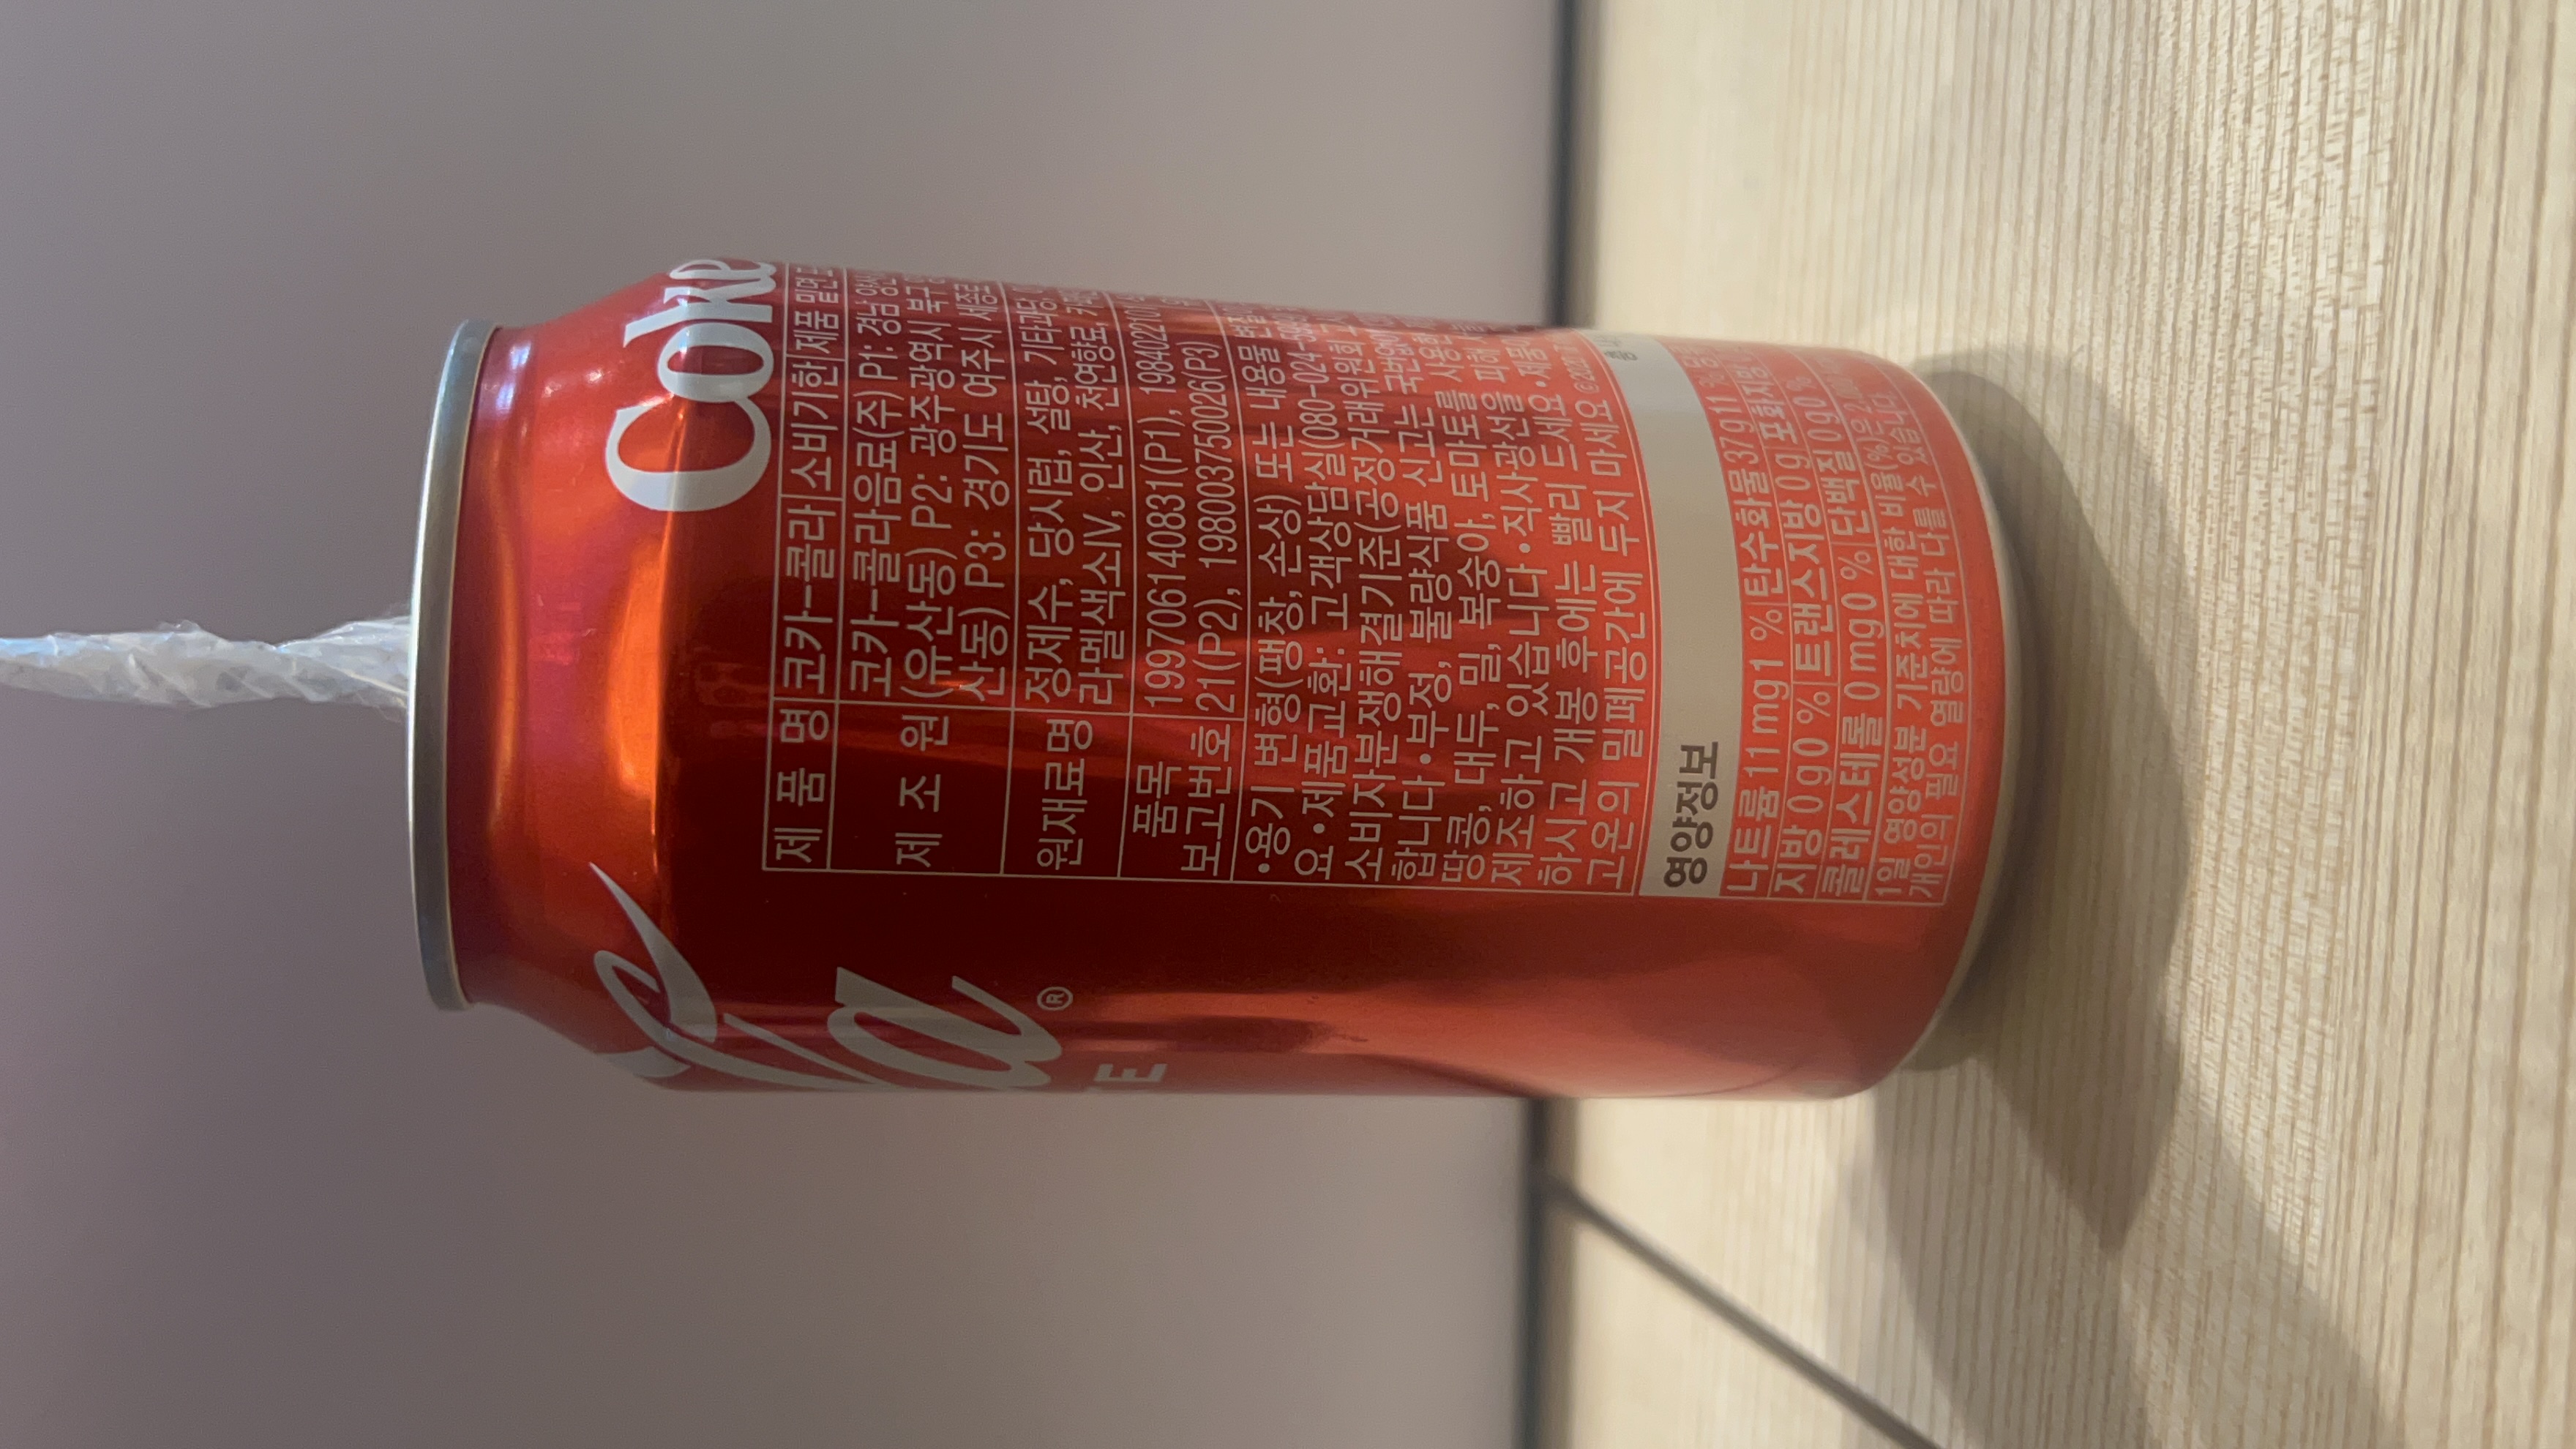 Coke
®
TE
제 품 명 코카-콜라 소비기한 제품 밑면
제 조 원 코카-콜라음료(주) P1: 경남
(유산동) P2: 광주광역시 북구
산동) P3: 경기도 여주시 세종로
원재료명 정제수, 당시럽, 설탕, 기타과당,
라멜색소IV, 인산, 천연향료,
품목
보고번호 199706140831(P1), 1984022101
21(P2), 198003750026(P3)
•용기 변형(팽창, 손상) 또는 내용물
요 •제품교환: 고객상담실(080-024-
소비자분쟁해결기준(공정거래위원회
합니다 •부정, 불량식품 신고는 국번없이
땅콩, 대두, 밀, 복숭아, 토마토를 사용한
제조하고 있습니다 •직사광선을 피해
하시고 개봉 후에는 빨리 드세요 •제품
고온의 밀폐공간에 두지 마세요
영양정보
나트륨 11 mg 1 % 탄수화물 37 g 11 %
지방 0 g 0 % 트랜스지방 0 g 포화지방
콜레스테롤 0 mg 0 % 단백질 0 g 0 %
1일 영양성분 기준치에 대한 비율(%)은
개인의 필요 열량에 따라 다를 수 있습니다.